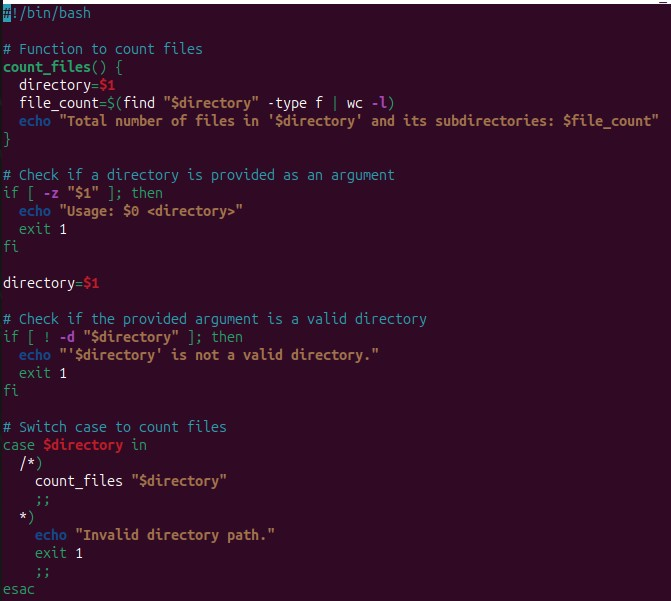 #!/bin/bash

# Function to count files
count_files() {
  directory=$1
  file_count=$(find "$directory" -type f | wc -l)
  echo "Total number of files in '$directory' and its subdirectories: $file_count"
}

# Check if a directory is provided as an argument
if [ -z "$1" ]; then
  echo "Usage: $0 <directory>"
  exit 1
fi

directory=$1

# Check if the provided argument is a valid directory
if [ ! -d "$directory" ]; then
  echo "'$directory' is not a valid directory."
  exit 1
fi

# Switch case to count files
case $directory in
  /*)
    count_files "$directory"
    ;;
  *)
    echo "Invalid directory path."
    exit 1
    ;;
esac